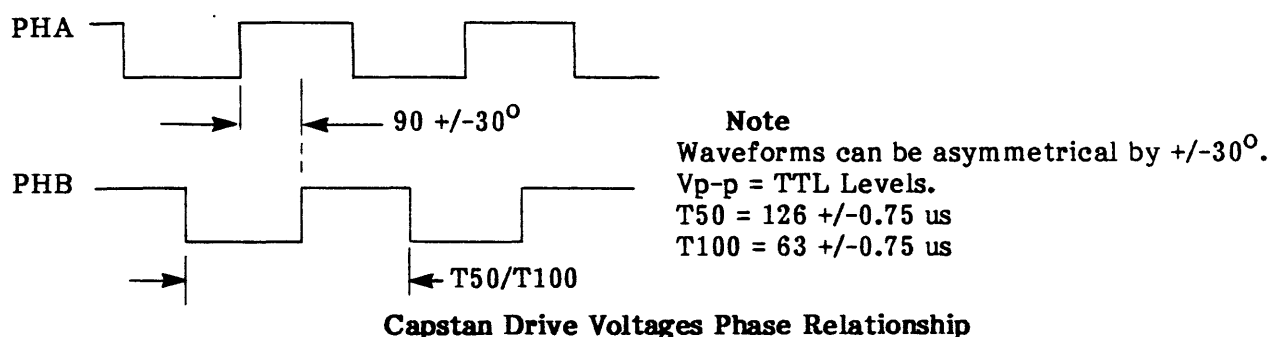 PHA
90 +/-30°
Note
Waveforms can be asymmetrical by +/-30°.
PHB
Vp-p = TTL Levels.
T50 = 126 +/-0.75 us
T100 = 63 +/-0.75 us
T50/T100
Capstan Drive Voltages Phase Relationship